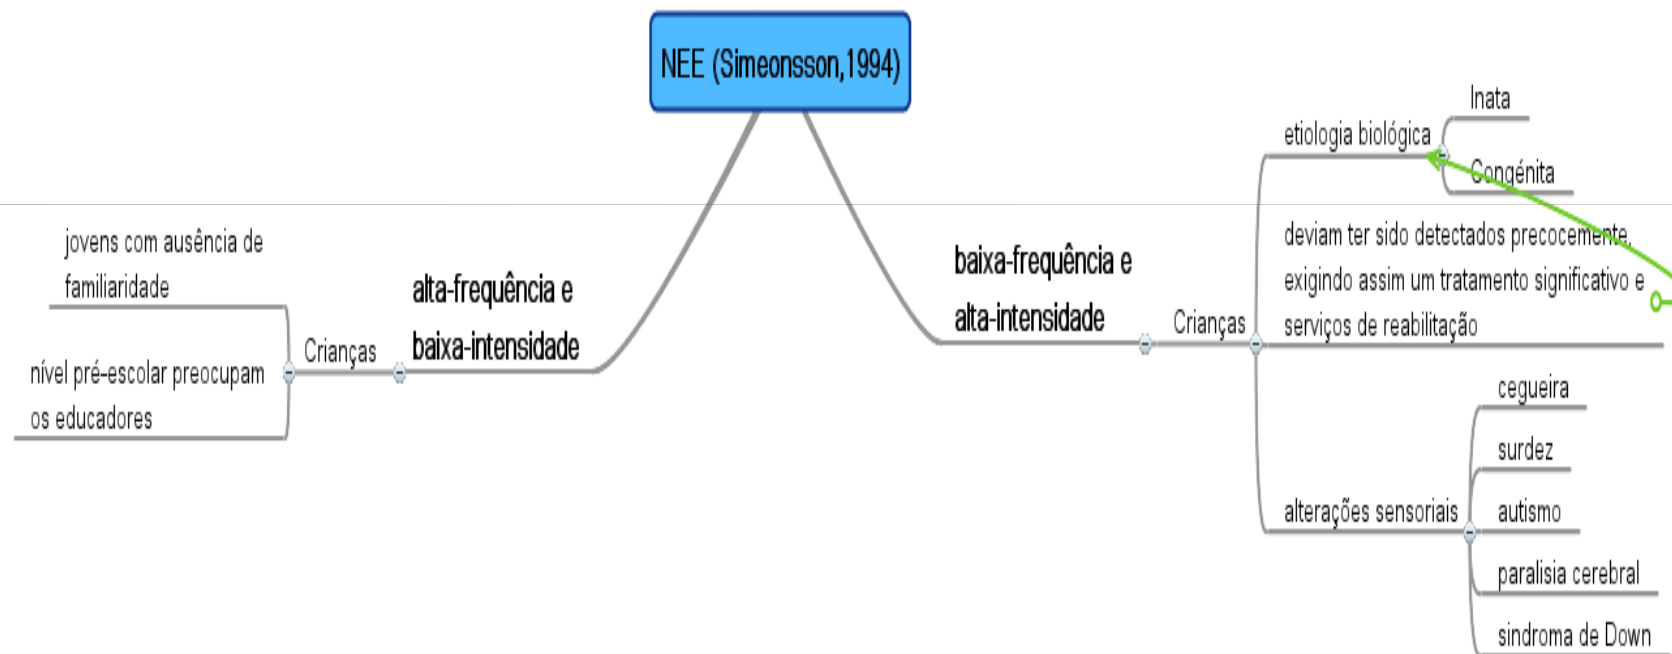 NEE (Simeonsson,1994)
jovens com ausência de
familiaridade
nível pré-escolar preocupam
os educadores
Crianças
alta-frequência e
baixa-intensidade
baixa-frequência e
alta-intensidade
Crianças
etiologia biológica
Inata
Congénita
deviam ter sido detectados precocemente,
exigindo assim um tratamento significativo e
serviços de reabilitação
alterações sensoriais
cegueira
surdez
autismo
paralisia cerebral
sindroma de Down